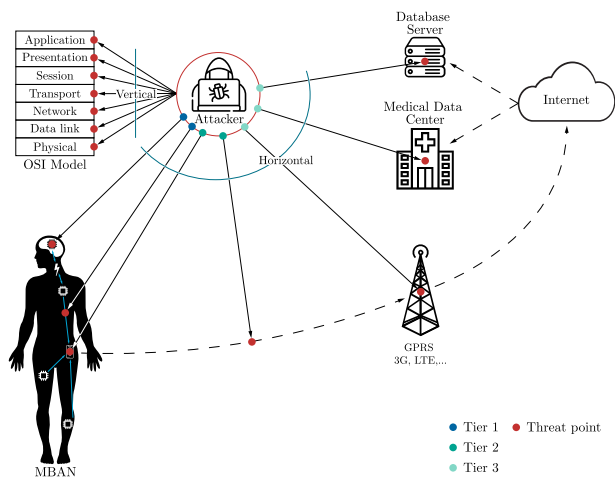 Application
Presentation
Session
Transport
Network
Data link
Physical
OSI Model
Vertical
Attacker
Horizontal
Database
Server
Medical Data
Center
Internet
GPRS
3G, LTE,...
MBAN
Tier 1
Threat point
Tier 2
Tier 3